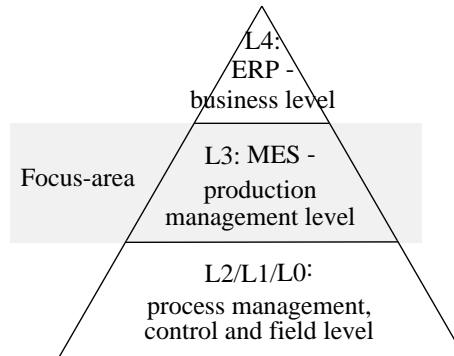 L4:
ERP -
business level
L3: MES -
Focus-area
production
management level
L2/L1/L0:
process management,
control and field level